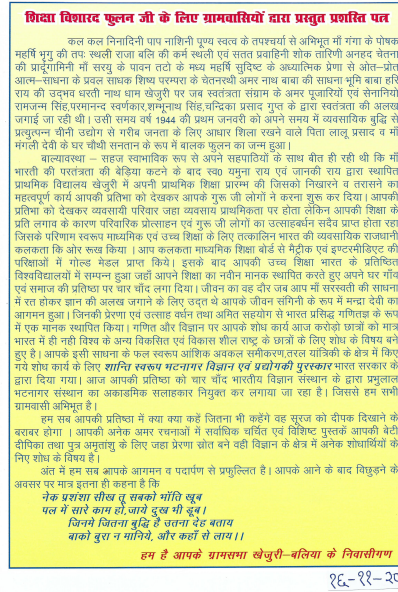 शिक्षा विशारद फुलन जी के लिए ग्रामवासियों द्वारा प्रस्तुत प्रशस्ति पत्र
कल कल निनादिनी पाप नाशिनी पूण्य स्वत्व के तपश्चर्या से अभिभूत माँ गंगा के पोषक
महर्षि भृगु की तपः स्थली राजा बलि की कर्म स्थली एवं सतत प्रवाहिनी शोक तारिणी अनहद चेतना
की प्रार्दूगामिनी माँ सरयु के पावन तटो के मध्य महर्षि सुदिष्ट के अध्यात्मिक प्रेणा से ओत–प्रोत
आत्म–साधना के प्रवल साधक शिष्य परम्परा के चेतनरथी अमर नाथ बाबा की साधना भूमि बाबा हरि
राय की उद्‌भव धरती नाथ धाम खेजुरी पर जब स्वतंत्रता संग्राम के अमर पूजारियों एवं सेनानियो
रामजन्म सिंह,परमानन्द स्वर्णकार,शम्भूनाथ सिंह,चन्द्रिका प्रसाद गुप्त के द्वारा स्वतंत्रता की अलख
जगाई जा रही थी। उसी समय वर्ष 1944 की प्रथम जनवरी को अपने समय में व्यवसायिक बुद्धि से
प्रत्युत्पन्न चीनी उद्योग से गरीब जनता के लिए आधार शिला रखने वाले पिता लालू प्रसाद व माँ
मंगली देवी के घर चौथी सनतान के रूप में बालक फुलन का जन्म हुआ।
बाल्यावस्था - सहज स्वाभाविक रूप से अपने सहपाठियों के साथ बीत ही रही थी कि माँ
भारती की परतंत्रता की बेड़िया कटने के बाद स्व0 यमुना राय एवं जानकी राय द्वारा स्थापित
प्राथमिक विद्यालय खेजुरी में अपनी प्राथमिक शिक्षा प्रारम्भ की जिसको निखारने व तरासने का
महत्वपूर्ण कार्य आपकी प्रतिभा को देखकर आपके गुरू जी लोगों ने करना शुरू कर दिया। आपकी
प्रतिभा को देखकर व्यवसायी परिवार जहा व्यवसाय प्राथमिकता पर होता लेकिन आपकी शिक्षा के
प्रति लगाव के कारण परिवारिक प्रोत्साहन एवं गुरू जी लोगों का उत्साहबर्धन सदैव प्राप्त होता रहा
जिसके परिणाम स्वरूप माध्यमिक एवं उच्च शिक्षा के लिए तत्कालिन भारत की व्यवसायिक राजधानी
कलकता कि ओर रूख किया। आप कलकता माध्यमिक शिक्षा बोर्ड से मैट्रीक एवं इण्टरमीडिएट की
परिक्षाओं में गोल्ड मेडल प्राप्त किये। इसके बाद आपकी उच्च शिक्षा भारत के प्रतिष्ठित
विश्वविद्यालयों में सम्पन्न हुआ जहाँ आपने शिक्षा का नवीन मानक स्थापित करते हुए अपने घर गाँव
एवं समाज की प्रतिष्ठा पर चार चाँद लगा दिया। जीवन का वह दौर जब आप माँ सरस्वती की साधना
में रत होकर ज्ञान की अलख जगाने के लिए उद्त थे आपके जीवन संगिनी के रूप में मन्द्रा देवी का
आगमन हुआ। जिनकी प्रेरणा एवं उत्साह वर्धन तथा अमित सहयोग से भारत प्रसिद्ध गणितज्ञ के रूप
में एक मानक स्थापित किया। गणित और विज्ञान पर आपके शोध कार्य आज करोड़ो छात्रों को मात्र
भारत में ही नही विश्व के अन्य विकसित एवं विकास शील राष्ट्र के छात्रों के लिए शोध के विषय बने
हुए है। आपके इसी साधना के फल स्वरूप आंशिक अवकल समीकरण,तरल यांत्रिकी के क्षेत्र में किए
गये शोध कार्य के लिए शान्ति स्वरूप भटनागर विज्ञान एवं प्रद्योगकी पुरस्कार भारत सरकार के
द्वारा दिया गया। आज आपकी प्रतिष्ठा को चार चाँद भारतीय विज्ञान संस्थान के द्वारा प्रभुलाल
भटनागर संस्थान का अकाडमिक सलाहकार नियुक्त कर लगाया जा रहा है। जिससे हम सभी
ग्रामवासी अभिभूत है।
हम सब आपकी प्रतिष्ठा में क्या क्या कहें जितना भी कहेंगे वह सूरज को दीपक दिखाने के
बराबर होगा । आपकी अनेक अमर रचनाओं में सर्वाधिक चर्चित एवं विशिष्ट पुस्तकें आपकी बेटी
दीपिका तथा पुत्र अमृतांशु के लिए जहा प्रेरणा स्रोत बने वही विज्ञान के क्षेत्र में अनेक शोधार्थियों के
निए शोध के विषय है।
अंत में हम सब आपके आगमन व पदार्पण से प्रफुल्लित है। आपके आने के बाद विछुड़ने के
अवसर पर मात्र इतना ही कहना है कि
नेक प्रशंशा सीख तू सबको भाँति खूब
पल में सारे काम हो,जाये दुख भी डूब।
जिनमे जितना बुद्धि है उतना देह बताय
बाको बुरा न मानिये, और कहाँ से लाय।।
हम है आपके ग्रामसभा खेजुरी–बलिया के निवासीगण
१६-११-२०